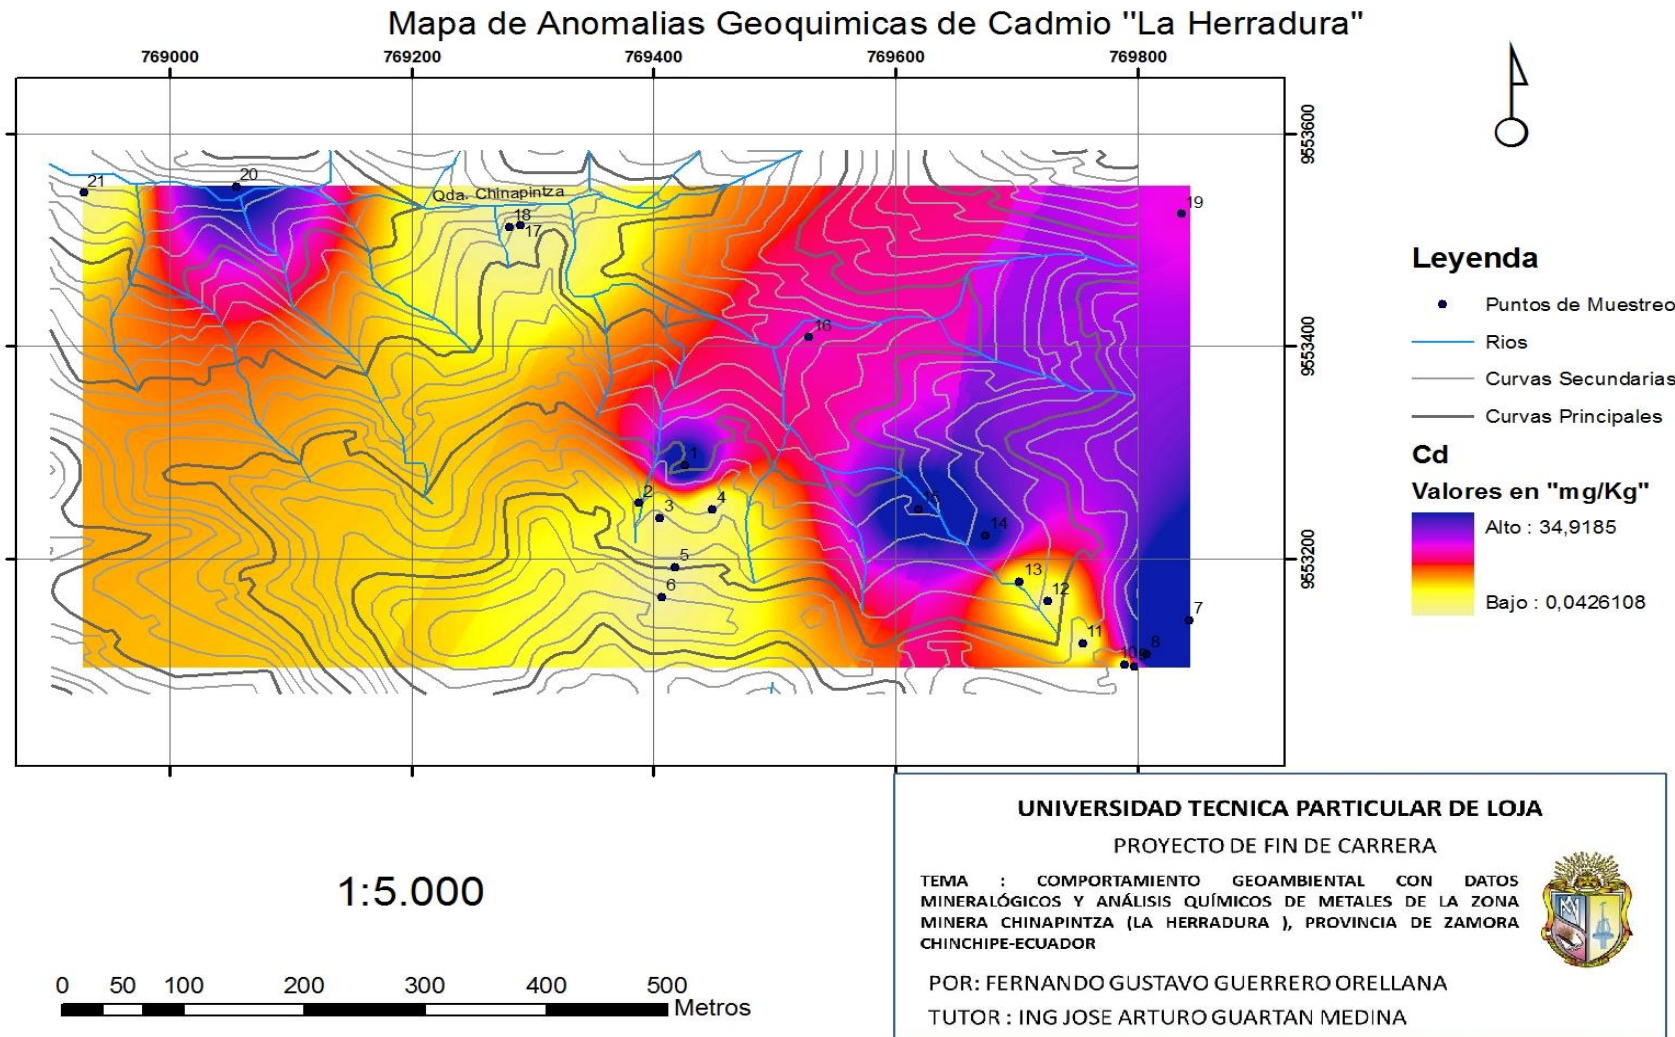 Mapa de Anomalias Geoquimicas de Cadmio "La Herradura"
769000 769200 769400 769600 769800
9553600
9553400
9553200
21
20
Qda. Chinapintza
18
17
19
16
1
2
3
4
5
6
15
14
13
12
11
10
8
7
Leyenda
Puntos de Muestreo
Rios
Curvas Secundarias
Curvas Principales
Cd
Valores en "mg/Kg"
Alto : 34,9185
Bajo : 0,0426108
1:5.000
0 50 100 200 300 400 500
Metros
UNIVERSIDAD TECNICA PARTICULAR DE LOJA
PROYECTO DE FIN DE CARRERA
TEMA : COMPORTAMIENTO GEOAMBIENTAL CON DATOS
MINERALÓGICOS Y ANÁLISIS QUÍMICOS DE METALES DE LA ZONA
MINERA CHINAPINTZA (LA HERRADURA ), PROVINCIA DE ZAMORA
CHINCHIPE-ECUADOR
POR: FERNANDO GUSTAVO GUERRERO ORELLANA
TUTOR : ING JOSE ARTURO GUARTAN MEDINA